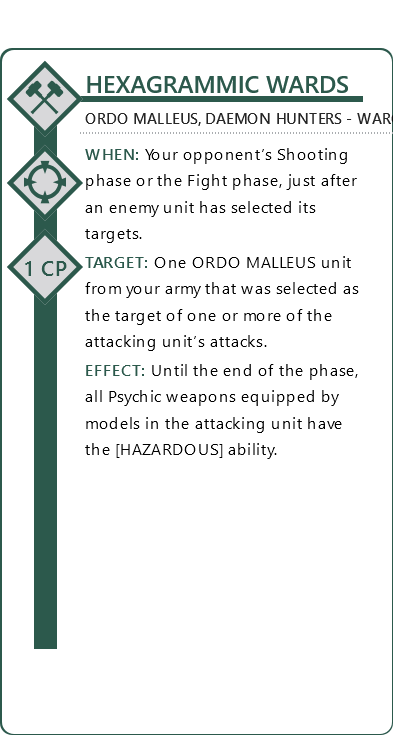 HEXAGRAMMIC WARDS
ORDO MALLEUS, DAEMON HUNTERS - WAR
WHEN: Your opponent's Shooting
phase or the Fight phase, just after
an enemy unit has selected its
targets.
1 CP
TARGET: One ORDO MALLEUS unit
from your army that was selected as
the target of one or more of the
attacking unit's attacks.
EFFECT: Until the end of the phase,
all Psychic weapons equipped by
models in the attacking unit have
the [HAZARDOUS] ability.